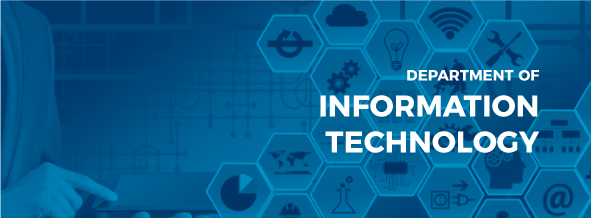 DEPARTMENT OF
INFORMATION
TECHNOLOGY
@